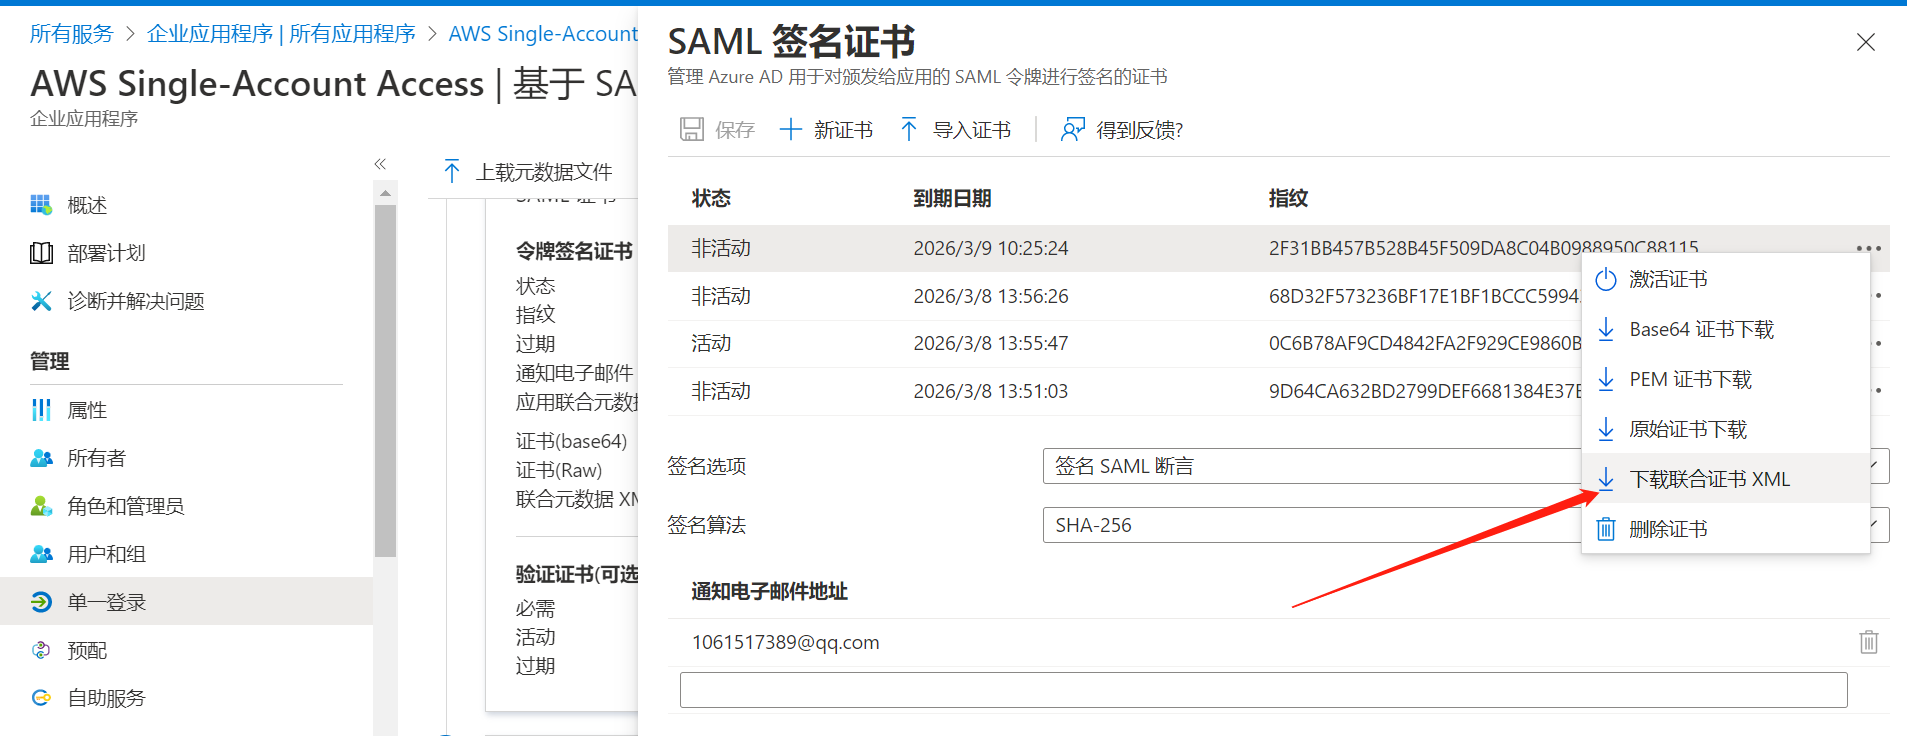 所有服务 > 企业应用程序 | 所有应用程序 > AWS Single-Account
AWS Single-Account Access | 基于 SA
企业应用程序
概述
部署计划
诊断并解决问题
管理
属性
所有者
角色和管理员
用户和组
单一登录
预配
自助服务
上载元数据文件
SAML 证书
令牌签名证书
状态
指纹
过期
通知电子邮件
应用联合元数据
证书(base64)
证书(Raw)
联合元数据 XM
验证证书(可选
必需
活动
过期
SAML 签名证书
管理 Azure AD 用于对颁发给应用的 SAML 令牌进行签名的证书
保存 新证书 导入证书 得到反馈?
状态 到期日期 指纹
非活动 2026/3/9 10:25:24 2F31BB457B528B45F509DA8C04B0988950C88115
非活动 2026/3/8 13:56:26 68D32F573236BF17E1BF1BCCC5994
活动 2026/3/8 13:55:47 0C6B78AF9CD4842FA2F929CE9860B
非活动 2026/3/8 13:51:03 9D64CA632BD2799DEF6681384E37E
激活证书
Base64 证书下载
PEM 证书下载
原始证书下载
下载联合证书 XML
删除证书
签名选项 签名 SAML 断言
签名算法 SHA-256
通知电子邮件地址
1061517389@qq.com